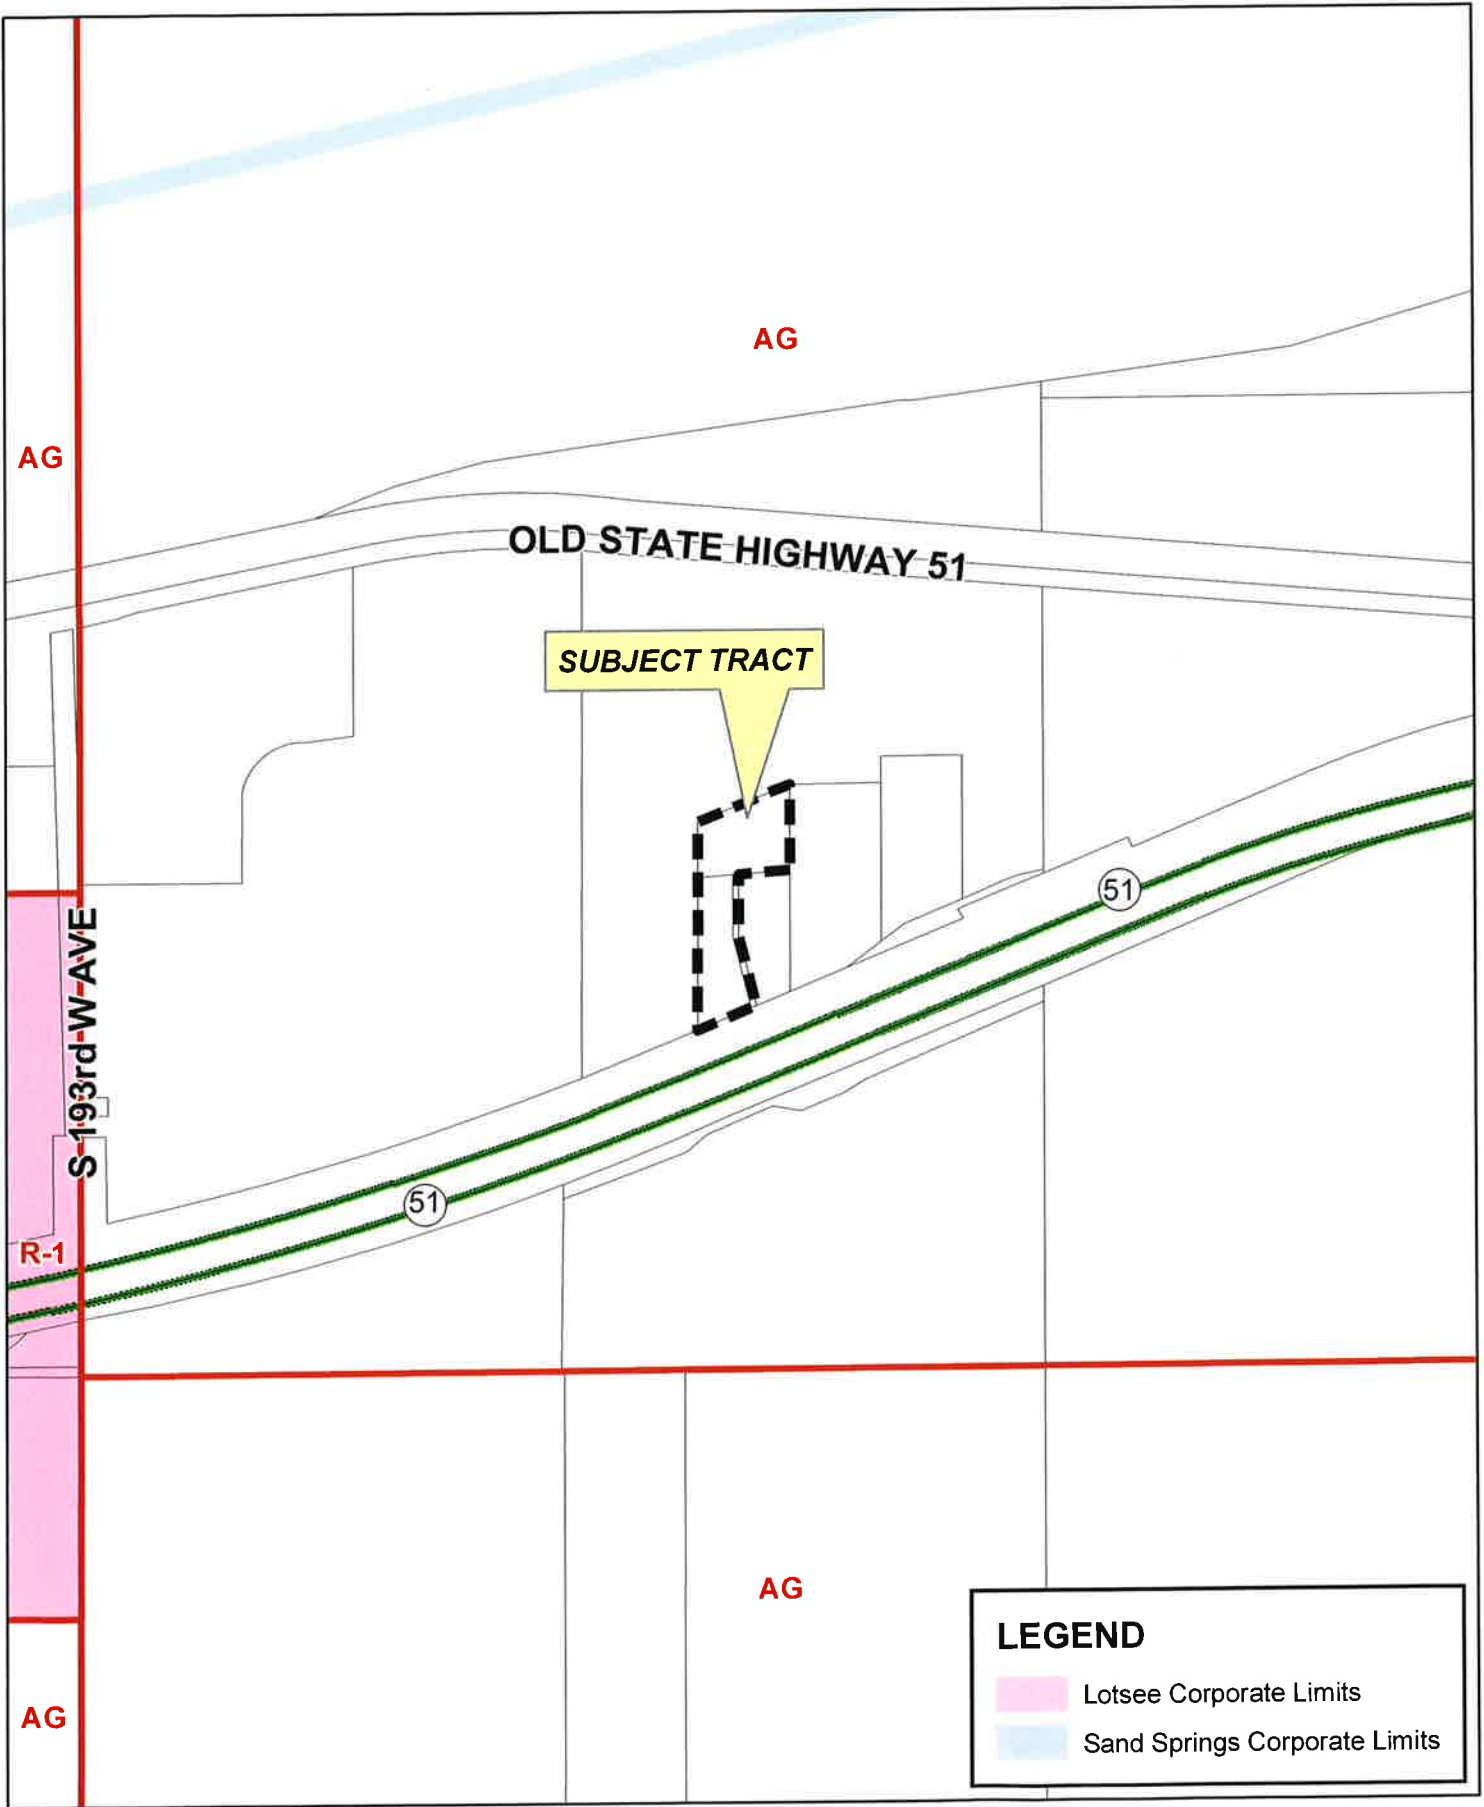 AG
AG
OLD STATE HIGHWAY 51
SUBJECT TRACT
51
S 193rd W AVE
51
R-1
AG
AG
LEGEND
Lotsee Corporate Limits
Sand Springs Corporate Limits